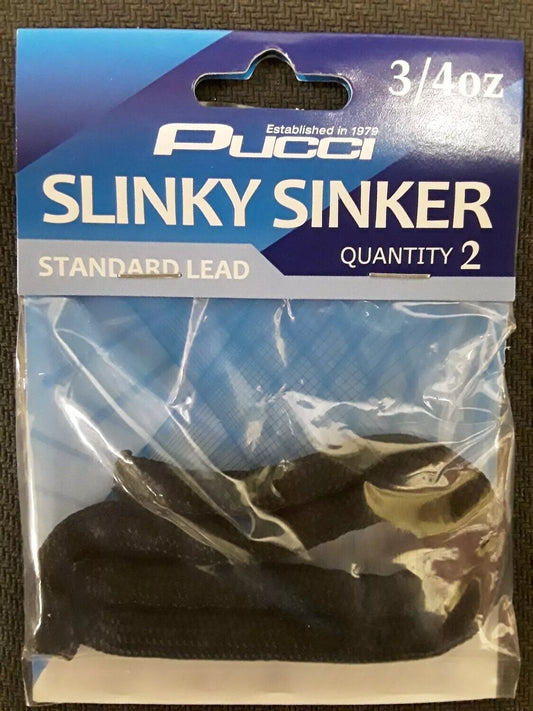 3/4oz
Established in 1979
Pucci
SLINKY SINKER
STANDARD LEAD
QUANTITY 2